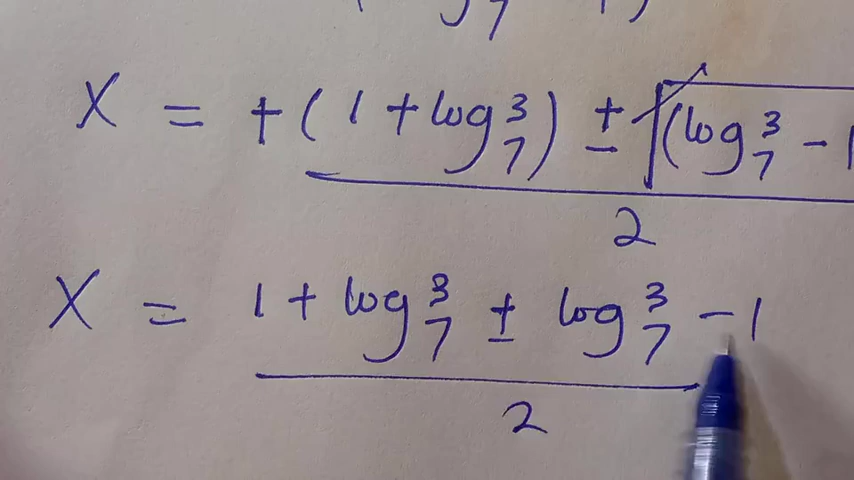 X = +(1 + log₇³) ± √(log₇³ - 1
2
X = 1 + log₇³ ± log₇³ - 1
2